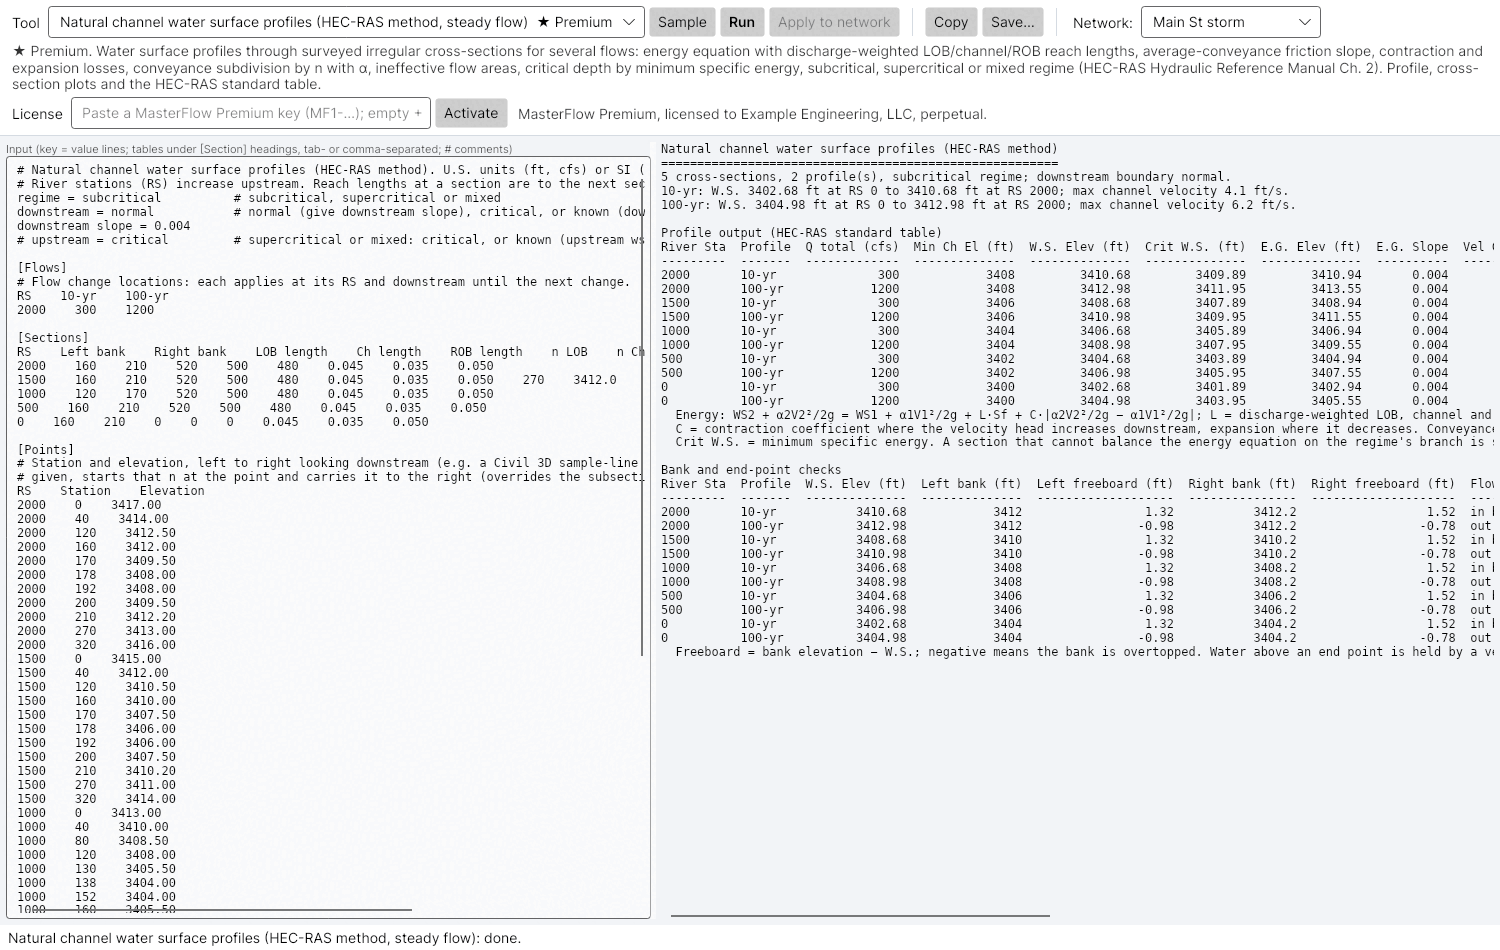 Tool Natural channel water surface profiles (HEC-RAS method, steady flow) ★ Premium Sample Run Apply to network Copy Save... Network: Main St storm
★ Premium. Water surface profiles through surveyed irregular cross-sections for several flows: energy equation with discharge-weighted LOB/channel/ROB reach lengths, average-conveyance friction slope, contraction and
expansion losses, conveyance subdivision by n with α, ineffective flow areas, critical depth by minimum specific energy, subcritical, supercritical or mixed regime (HEC-RAS Hydraulic Reference Manual Ch. 2). Profile, cross-
section plots and the HEC-RAS standard table.
License Paste a MasterFlow Premium key (MF1-...); empty + Activate MasterFlow Premium, licensed to Example Engineering, LLC, perpetual.
Input (key = value lines; tables under [Section] headings, tab- or comma-separated; # comments)
# Natural channel water surface profiles (HEC-RAS method). U.S. units (ft, cfs) or SI (
# River stations (RS) increase upstream. Reach lengths at a section are to the next sec
regime = subcritical # subcritical, supercritical or mixed
downstream = normal # normal (give downstream slope), critical, or known (dow
downstream slope = 0.004
# upstream = critical # supercritical or mixed: critical, or known (upstream ws
[Flows]
# Flow change locations: each applies at its RS and downstream until the next change.
RS 10-yr 100-yr
2000 300 1200
[Sections]
RS Left bank Right bank LOB length Ch length ROB length n LOB n Ch
2000 160 210 520 500 480 0.045 0.035 0.050
1500 160 210 520 500 480 0.045 0.035 0.050 270 3412.0
1000 120 170 520 500 480 0.045 0.035 0.050
500 160 210 520 500 480 0.045 0.035 0.050
0 160 210 0 0 0 0.045 0.035 0.050
[Points]
# Station and elevation, left to right looking downstream (e.g. a Civil 3D sample-line
# given, starts that n at the point and carries it to the right (overrides the subsecti
RS Station Elevation
2000 0 3417.00
2000 40 3414.00
2000 120 3412.50
2000 160 3412.00
2000 170 3409.50
2000 178 3408.00
2000 192 3408.00
2000 200 3409.50
2000 210 3412.20
2000 270 3413.00
2000 320 3416.00
1500 0 3415.00
1500 40 3412.00
1500 120 3410.50
1500 160 3410.00
1500 170 3407.50
1500 178 3406.00
1500 192 3406.00
1500 200 3407.50
1500 210 3410.20
1500 270 3411.00
1500 320 3414.00
1000 0 3413.00
1000 40 3410.00
1000 80 3408.50
1000 120 3408.00
1000 130 3405.50
1000 138 3404.00
1000 152 3404.00
1000 160 3405.50
Natural channel water surface profiles (HEC-RAS method)
=======================================================
5 cross-sections, 2 profile(s), subcritical regime; downstream boundary normal.
10-yr: W.S. 3402.68 ft at RS 0 to 3410.68 ft at RS 2000; max channel velocity 4.1 ft/s.
100-yr: W.S. 3404.98 ft at RS 0 to 3412.98 ft at RS 2000; max channel velocity 6.2 ft/s.
Profile output (HEC-RAS standard table)
River Sta Profile Q total (cfs) Min Ch El (ft) W.S. Elev (ft) Crit W.S. (ft) E.G. Elev (ft) E.G. Slope Vel C
--------- ------- ------------- -------------- -------------- -------------- -------------- ---------- ----
2000 10-yr 300 3408 3410.68 3409.89 3410.94 0.004
2000 100-yr 1200 3408 3412.98 3411.95 3413.55 0.004
1500 10-yr 300 3406 3408.68 3407.89 3408.94 0.004
1500 100-yr 1200 3406 3410.98 3409.95 3411.55 0.004
1000 10-yr 300 3404 3406.68 3405.89 3406.94 0.004
1000 100-yr 1200 3404 3408.98 3407.95 3409.55 0.004
500 10-yr 300 3402 3404.68 3403.89 3404.94 0.004
500 100-yr 1200 3402 3406.98 3405.95 3407.55 0.004
0 10-yr 300 3400 3402.68 3401.89 3402.94 0.004
0 100-yr 1200 3400 3404.98 3403.95 3405.55 0.004
Energy: WS2 + α2V2²/2g = WS1 + α1V1²/2g + L·Sf + C·|α2V2²/2g − α1V1²/2g|; L = discharge-weighted LOB, channel and
C = contraction coefficient where the velocity head increases downstream, expansion where it decreases. Conveyance
Crit W.S. = minimum specific energy. A section that cannot balance the energy equation on the regime's branch is s
Bank and end-point checks
River Sta Profile W.S. Elev (ft) Left bank (ft) Left freeboard (ft) Right bank (ft) Right freeboard (ft) Flow
--------- ------- -------------- -------------- ------------------- --------------- -------------------- ---
2000 10-yr 3410.68 3412 1.32 3412.2 1.52 in b
2000 100-yr 3412.98 3412 -0.98 3412.2 -0.78 out
1500 10-yr 3408.68 3410 1.32 3410.2 1.52 in b
1500 100-yr 3410.98 3410 -0.98 3410.2 -0.78 out
1000 10-yr 3406.68 3408 1.32 3408.2 1.52 in b
1000 100-yr 3408.98 3408 -0.98 3408.2 -0.78 out
500 10-yr 3404.68 3406 1.32 3406.2 1.52 in b
500 100-yr 3406.98 3406 -0.98 3406.2 -0.78 out
0 10-yr 3402.68 3404 1.32 3404.2 1.52 in b
0 100-yr 3404.98 3404 -0.98 3404.2 -0.78 out
Freeboard = bank elevation − W.S.; negative means the bank is overtopped. Water above an end point is held by a ve
Natural channel water surface profiles (HEC-RAS method, steady flow): done.